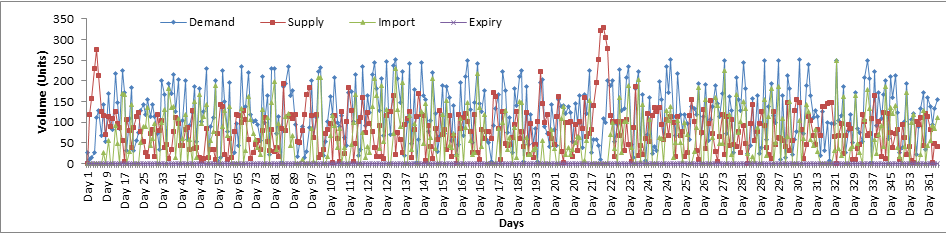 Demand Supply Import Expiry
350
300
250
200
150
100
50
0
Volume (Units)
Day 1 Day 9 Day 17 Day 25 Day 33 Day 41 Day 49 Day 57 Day 65 Day 73 Day 81 Day 89 Day 97 Day 105 Day 113 Day 121 Day 129 Day 137 Day 145 Day 153 Day 161 Day 169 Day 177 Day 185 Day 193 Day 201 Day 209 Day 217 Day 225 Day 233 Day 241 Day 249 Day 257 Day 265 Day 273 Day 281 Day 289 Day 297 Day 305 Day 313 Day 321 Day 329 Day 337 Day 345 Day 353 Day 361
Days